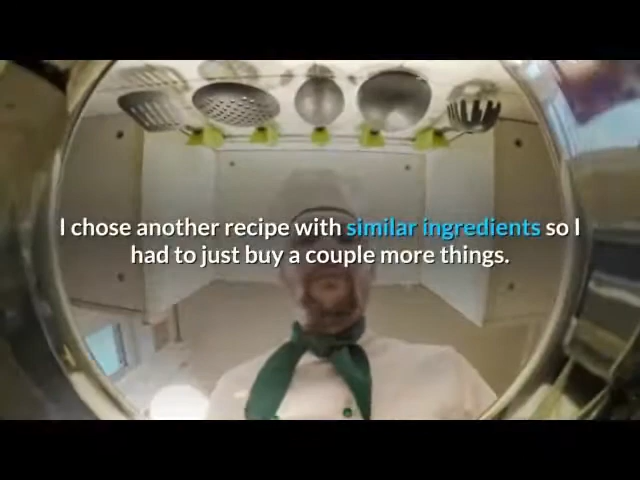 I chose another recipe with similar ingredients so I
had to just buy a couple more things.